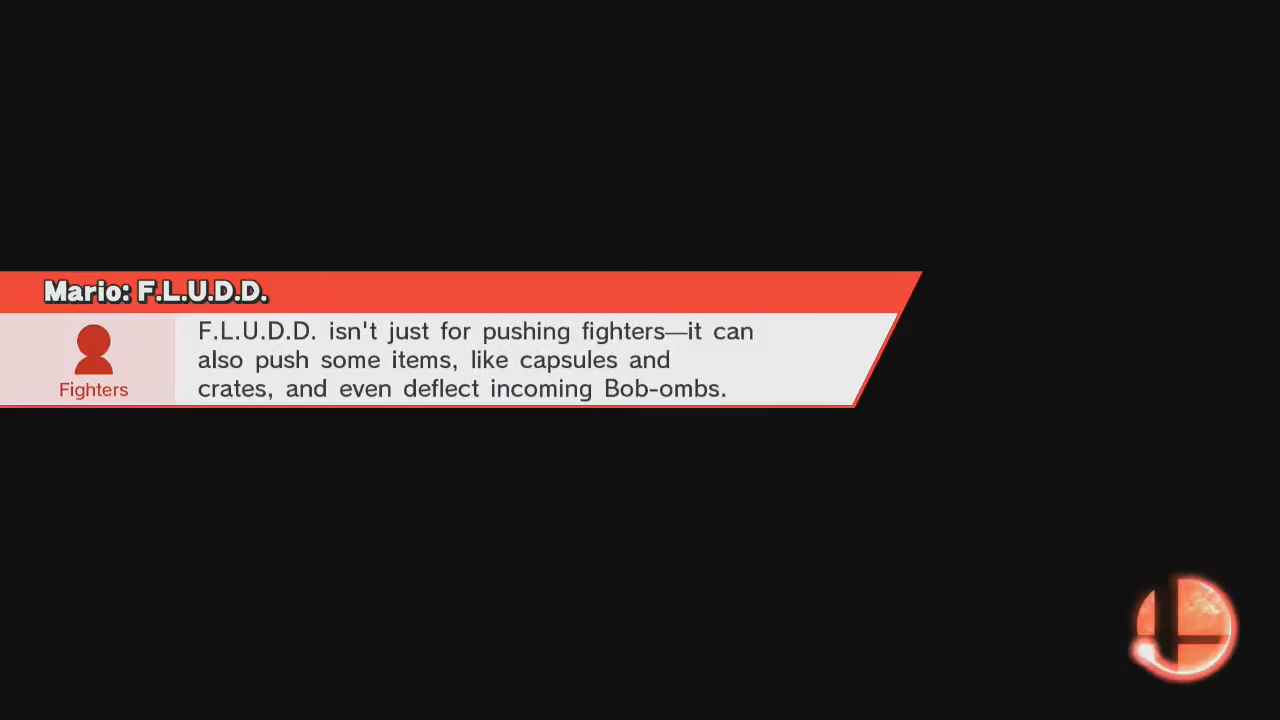 Mario: F.L.U.D.D.
F.L.U.D.D. isn't just for pushing fighters—it can
also push some items, like capsules and
crates, and even deflect incoming Bob-ombs.
Fighters